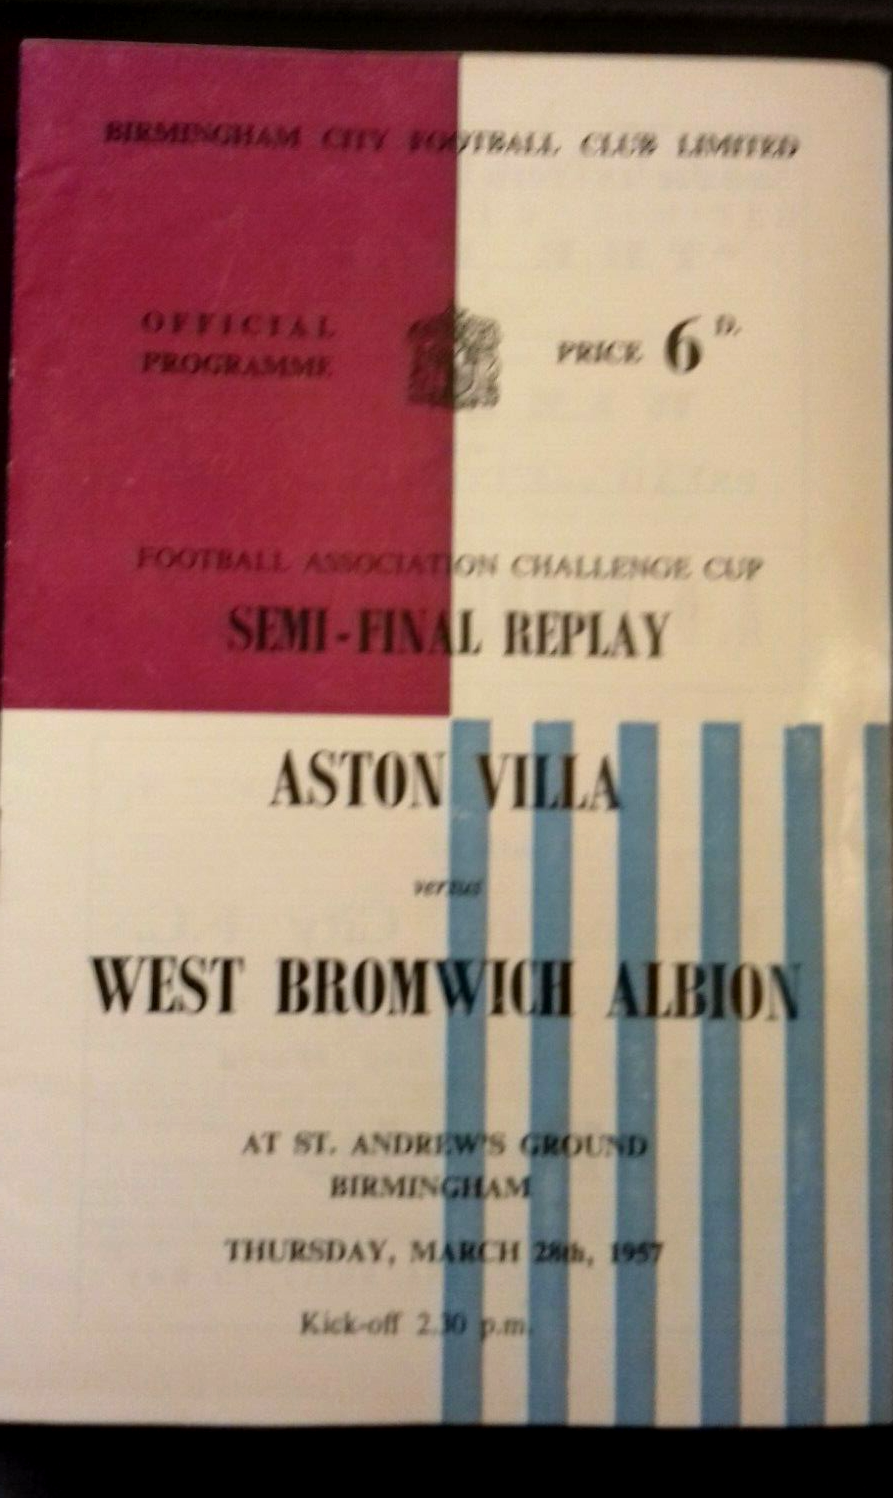 BIRMINGHAM CITY FOOTBALL CLUB LIMITED
OFFICIAL
PROGRAMME
PRICE 6D.
FOOTBALL ASSOCIATION CHALLENGE CUP
SEMI-FINAL REPLAY
ASTON VILLA
versus
WEST BROMWICH ALBION
AT ST. ANDREW'S GROUND
BIRMINGHAM
THURSDAY, MARCH 28th, 1957
Kick-off 2.30 p.m.